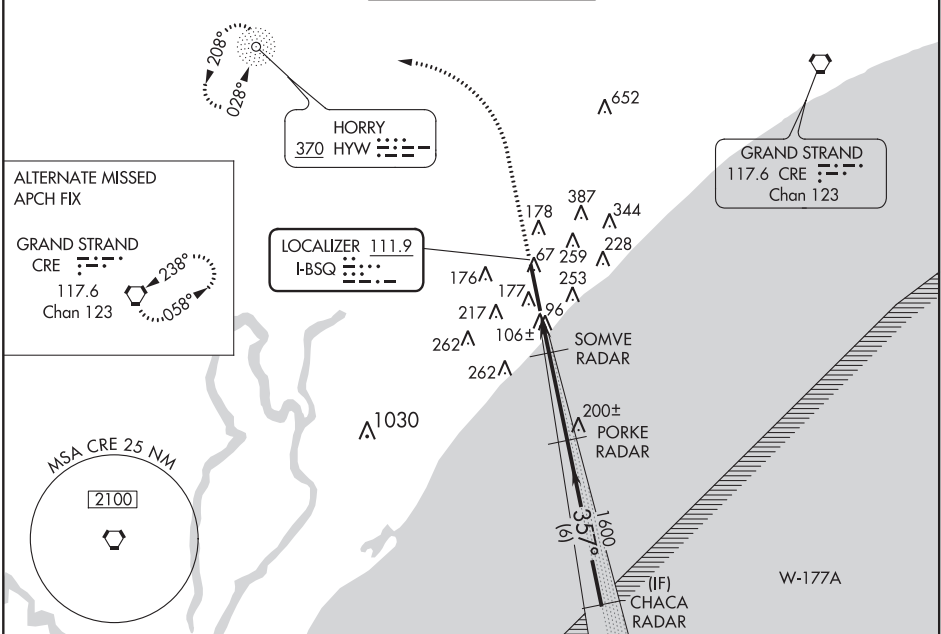 208°
028°
HORRY
370 HYW
652
GRAND STRAND
117.6 CRE
Chan 123
ALTERNATE MISSED
APCH FIX
GRAND STRAND
CRE
117.6
Chan 123
238°
058°
LOCALIZER 111.9
I-BSQ
178
387
344
67
259
228
176
177
253
217
96
106±
262
SOMVE
RADAR
262
1030
200±
PORKE
RADAR
MSA CRE 25 NM
2100
1600
357°
(6)
(IF)
CHACA
RADAR
W-177A